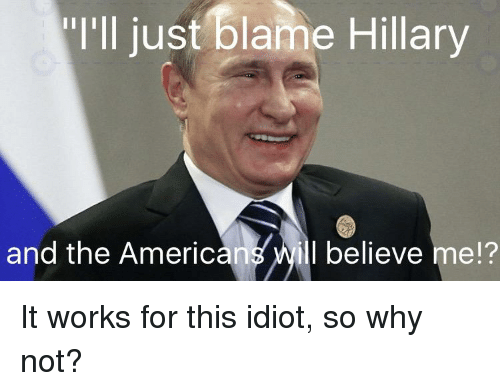 "I'll just blame Hillary
and the Americans will believe me!?
It works for this idiot, so why
not?